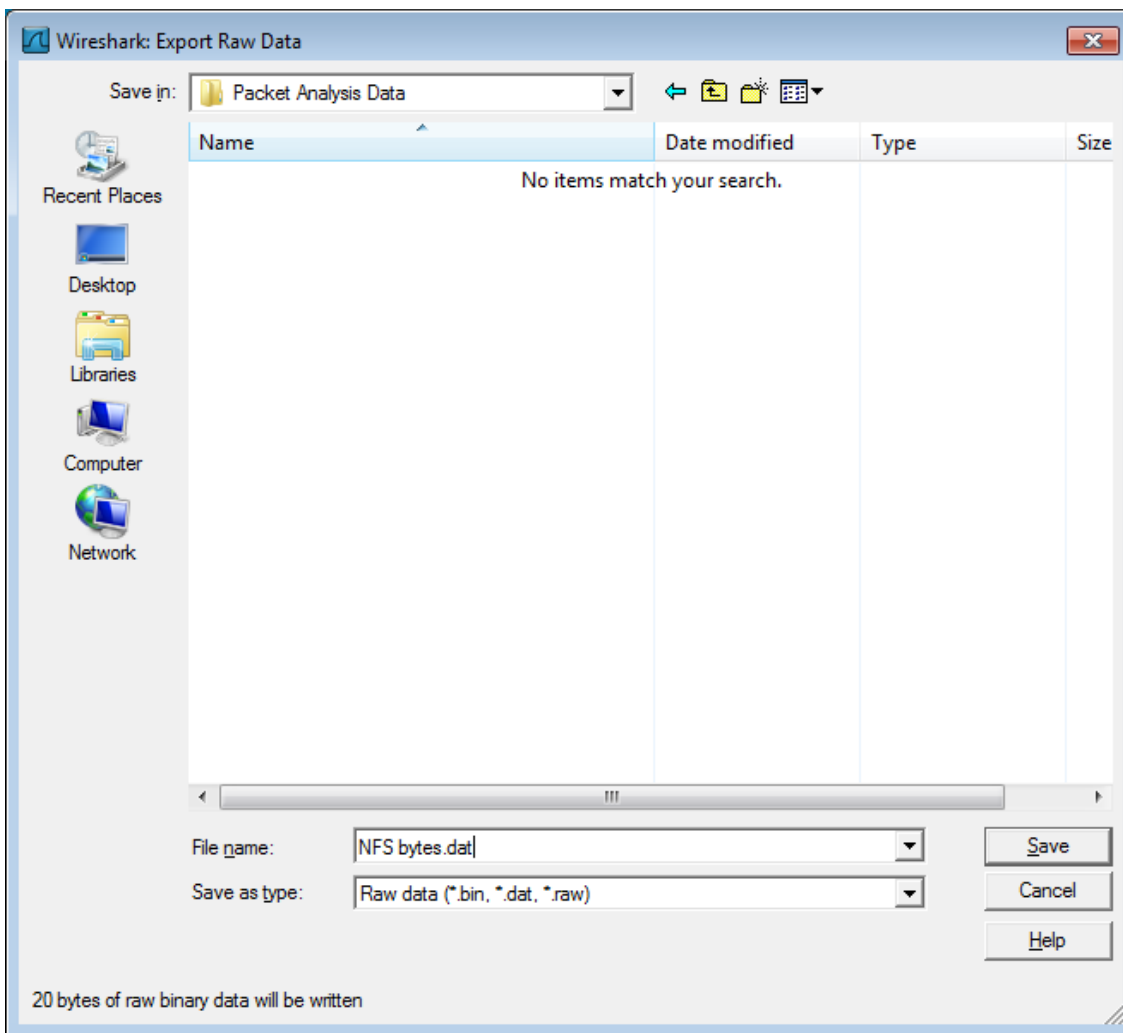 Wireshark: Export Raw Data
Save in: Packet Analysis Data
Name Date modified Type Size
No items match your search.
Recent Places
Desktop
Libraries
Computer
Network
File name: NFS bytes.dat Save
Save as type: Raw data (*.bin, *.dat, *.raw) Cancel
Help
20 bytes of raw binary data will be written